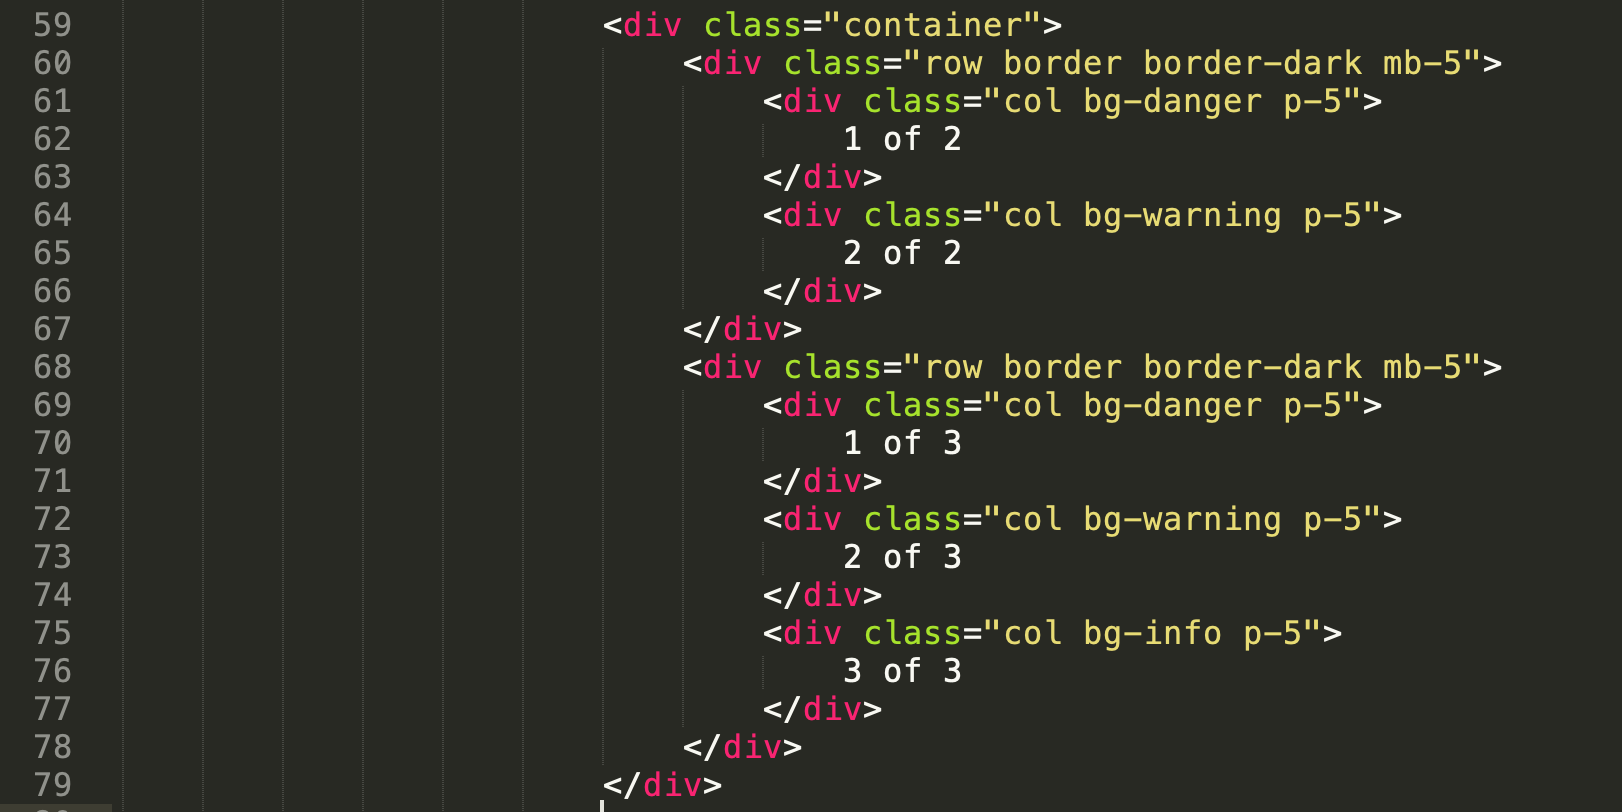 59 <div class="container">
60 <div class="row border border-dark mb-5">
61 <div class="col bg-danger p-5">
62 1 of 2
63 </div>
64 <div class="col bg-warning p-5">
65 2 of 2
66 </div>
67 </div>
68 <div class="row border border-dark mb-5">
69 <div class="col bg-danger p-5">
70 1 of 3
71 </div>
72 <div class="col bg-warning p-5">
73 2 of 3
74 </div>
75 <div class="col bg-info p-5">
76 3 of 3
77 </div>
78 </div>
79 </div>